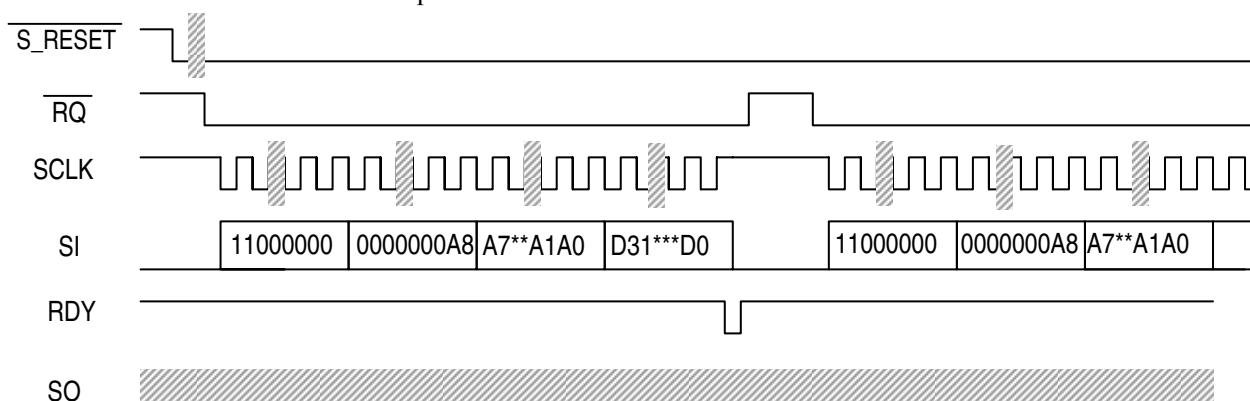 S_RESET
RQ
SCLK
SI
11000000 0000000A8 A7**A1A0 D31***D0 11000000 0000000A8 A7**A1A0
RDY
SO